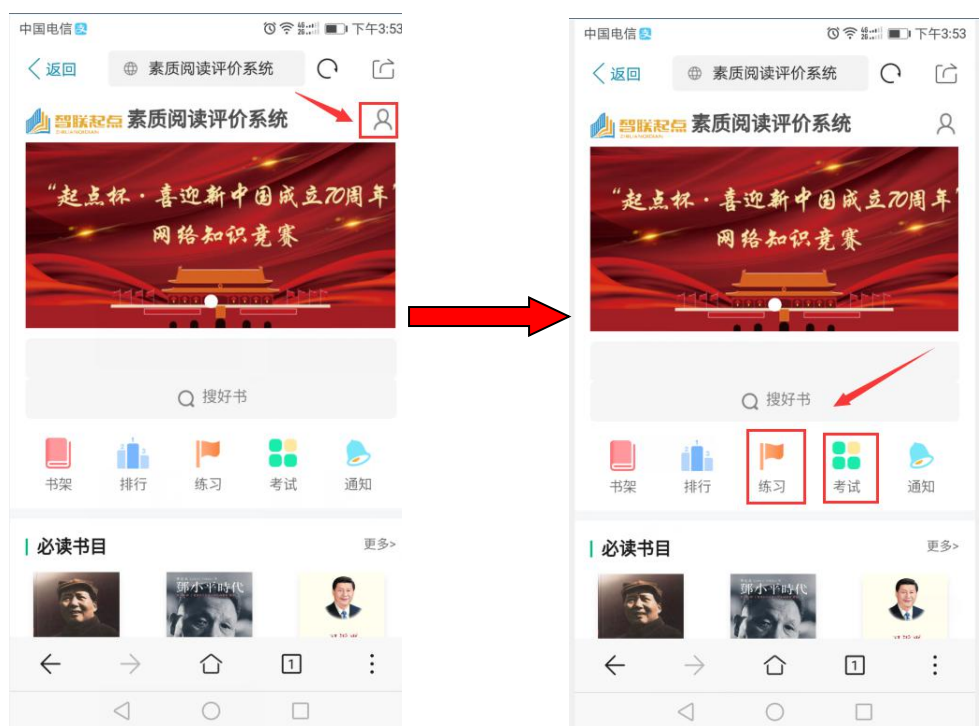 中国电信 下午3:53
返回 素质阅读评价系统
智联起点 素质阅读评价系统
“起点杯·喜迎新中国成立70周年”
网络知识竞赛
搜好书
书架 排行 练习 考试 通知
必读书目 更多>
邓小平時代
1
中国电信 下午3:53
返回 素质阅读评价系统
智联起点 素质阅读评价系统
“起点杯·喜迎新中国成立70周年”
网络知识竞赛
搜好书
书架 排行 练习 考试 通知
必读书目 更多>
邓小平時代
1